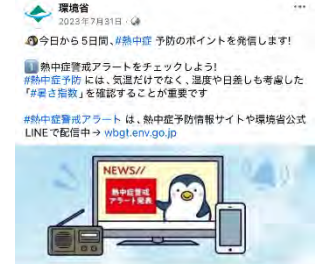 環境省
2023年7月31日
今日から5日間、#熱中症 予防のポイントを発信します!
1 熱中症警戒アラートをチェックしよう!
#熱中症予防 には、気温だけでなく、湿度や日差しも考慮した
「#暑さ指数」を確認することが重要です
#熱中症警戒アラート は、熱中症予防情報サイトや環境省公式
LINEで配信中→ wbgt.env.go.jp
NEWS//
熱中症警戒
アラート発表